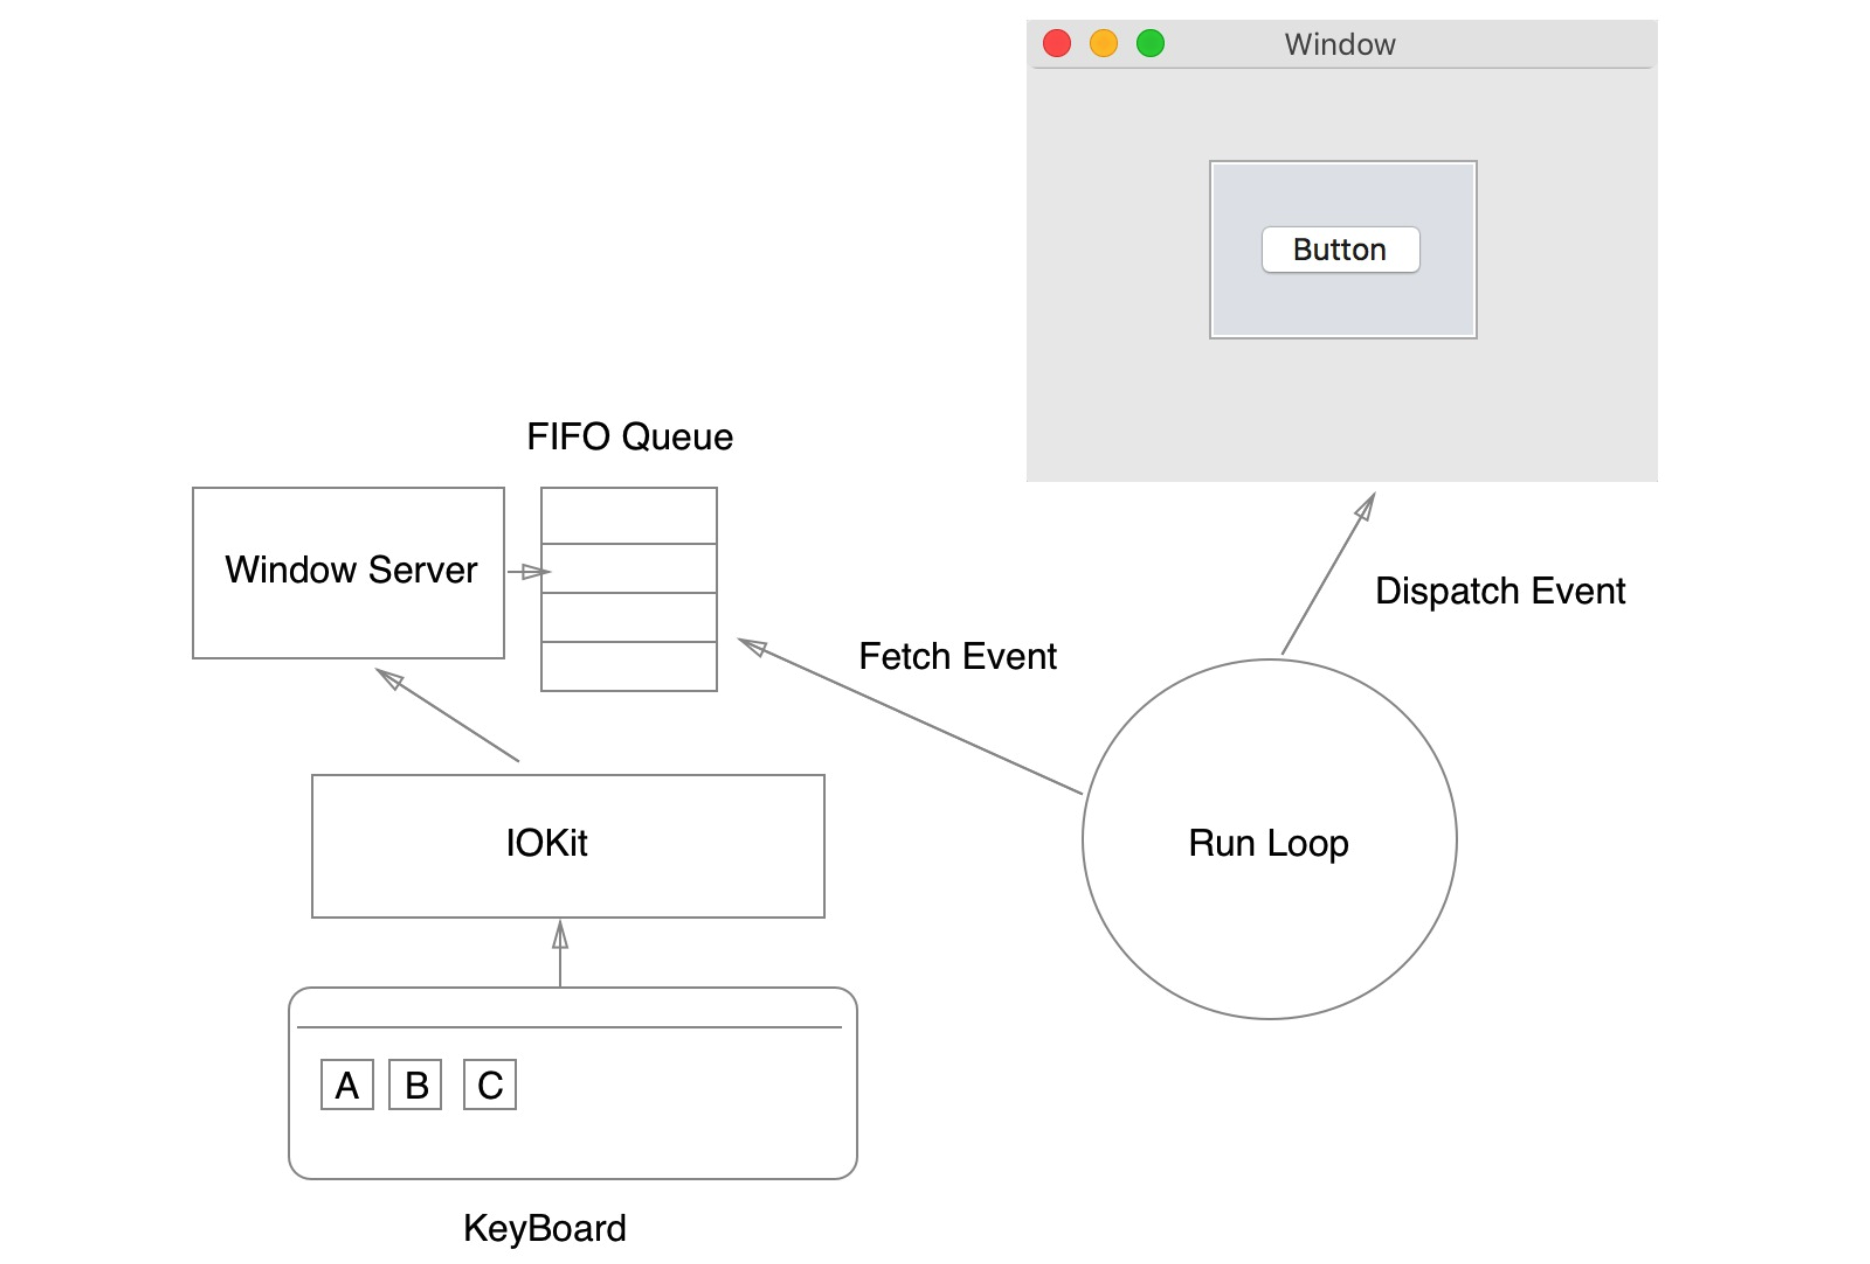 Window
Button
FIFO Queue
Window Server
Dispatch Event
Fetch Event
IOKit
Run Loop
A B C
KeyBoard